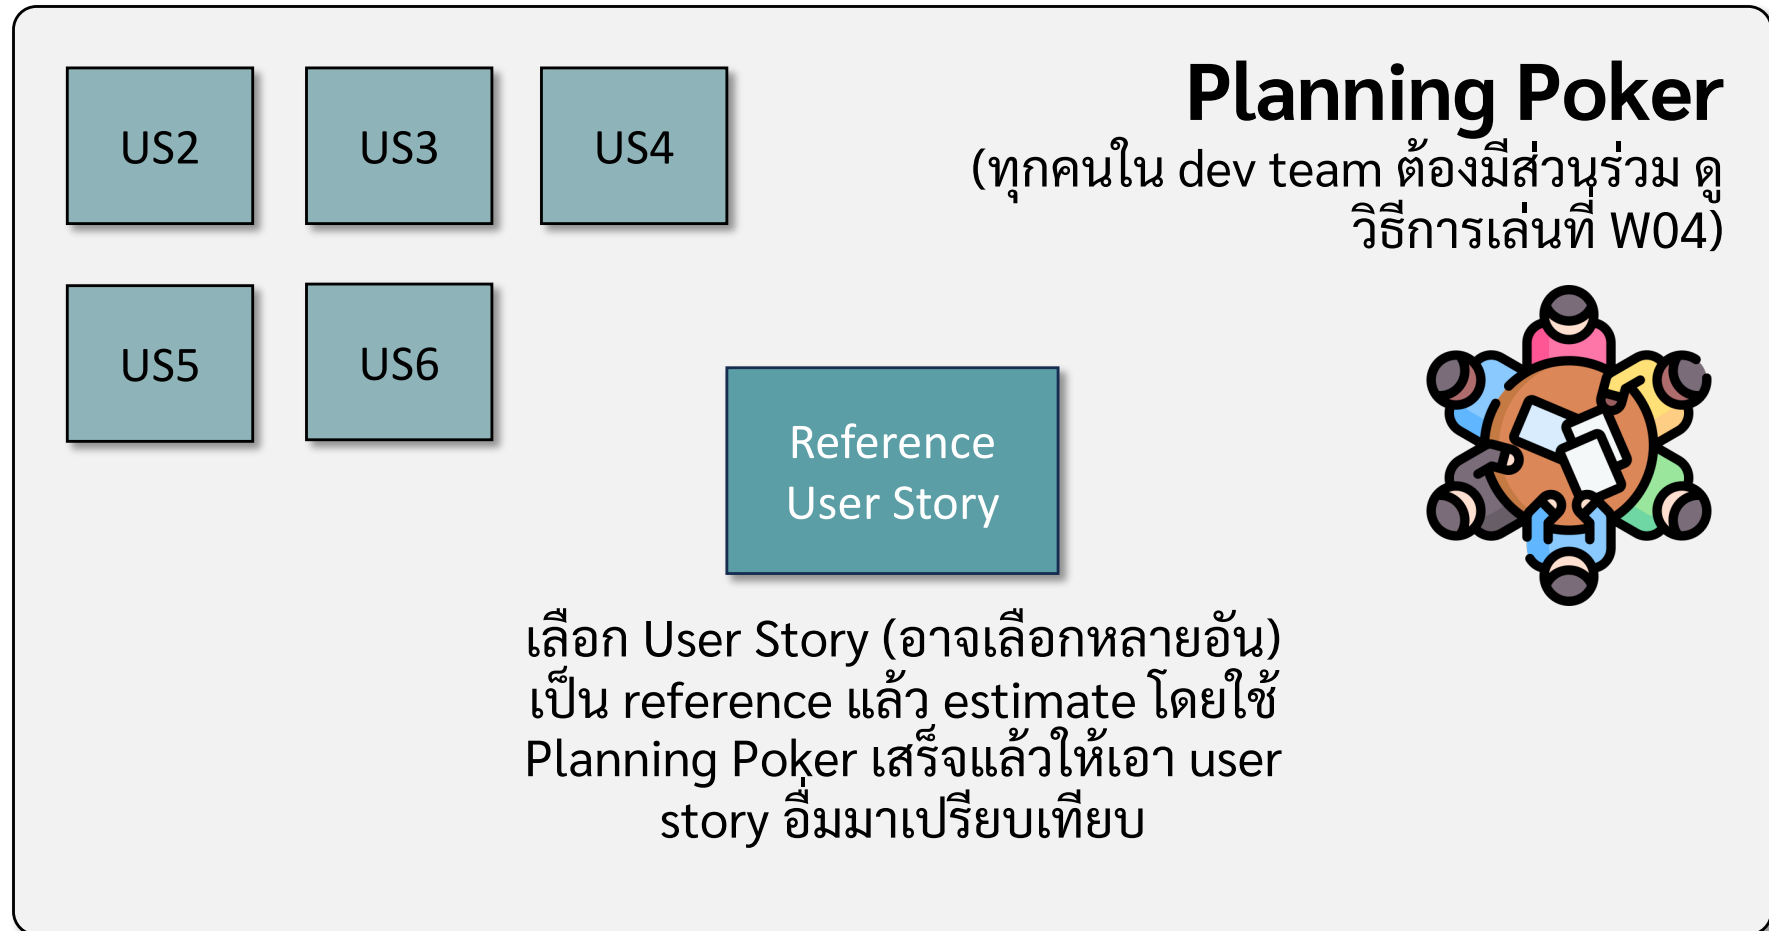 Planning Poker
(ทุกคนใน dev team ต้องมีส่วนร่วม ดู
วิธีการเล่นที่ W04)
US2
US3
US4
US5
US6
Reference
User Story
เลือก User Story (อาจเลือกหลายอัน)
เป็น reference แล้ว estimate โดยใช้
Planning Poker เสร็จแล้วให้เอา user
story อื่มมาเปรียบเทียบ